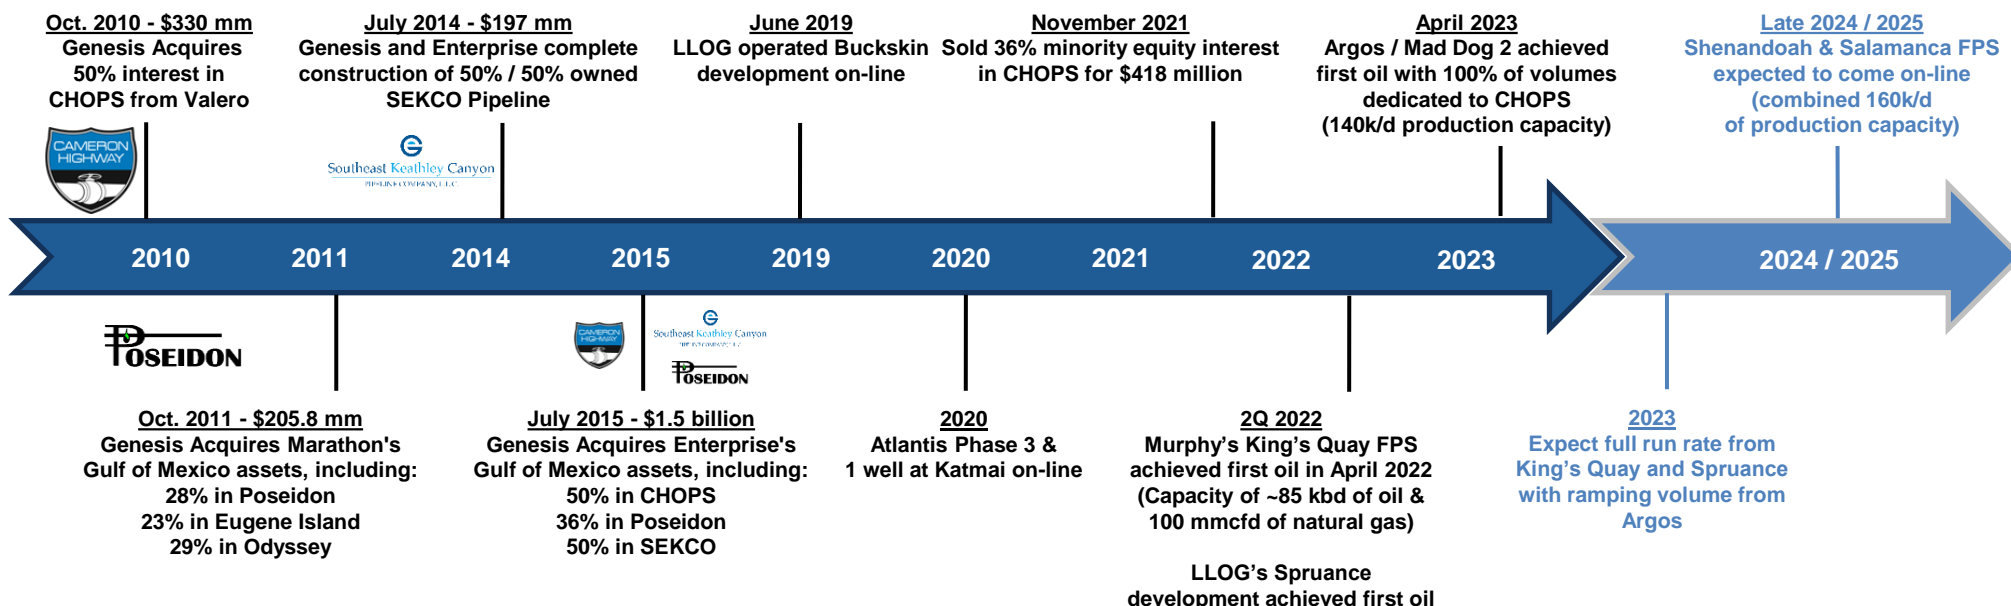 Oct. 2010 - $330 mm
Genesis Acquires
50% interest in
CHOPS from Valero
July 2014 - $197 mm
Genesis and Enterprise complete
construction of 50% / 50% owned
SEKCO Pipeline
June 2019
LLOG operated Buckskin
development on-line
November 2021
Sold 36% minority equity interest
in CHOPS for $418 million
April 2023
Argos / Mad Dog 2 achieved
first oil with 100% of volumes
dedicated to CHOPS
(140k/d production capacity)
Late 2024 / 2025
Shenandoah & Salamanca FPS
expected to come on-line
(combined 160k/d
of production capacity)
CAMERON
HIGHWAY
Southeast Keathley Canyon
PIPELINE COMPANY, L.L.C.
2010
2011
2014
2015
2019
2020
2021
2022
2023
2024 / 2025
POSEIDON
CAMERON
HIGHWAY
Southeast Keathley Canyon
PIPELINE COMPANY, L.L.C.
POSEIDON
Oct. 2011 - $205.8 mm
Genesis Acquires Marathon's
Gulf of Mexico assets, including:
28% in Poseidon
23% in Eugene Island
29% in Odyssey
July 2015 - $1.5 billion
Genesis Acquires Enterprise's
Gulf of Mexico assets, including:
50% in CHOPS
36% in Poseidon
50% in SEKCO
2020
Atlantis Phase 3 &
1 well at Katmai on-line
2Q 2022
Murphy’s King’s Quay FPS
achieved first oil in April 2022
(Capacity of ~85 kbd of oil &
100 mmcfd of natural gas)
LLOG’s Spruance
development achieved first oil
2023
Expect full run rate from
King’s Quay and Spruance
with ramping volume from
Argos